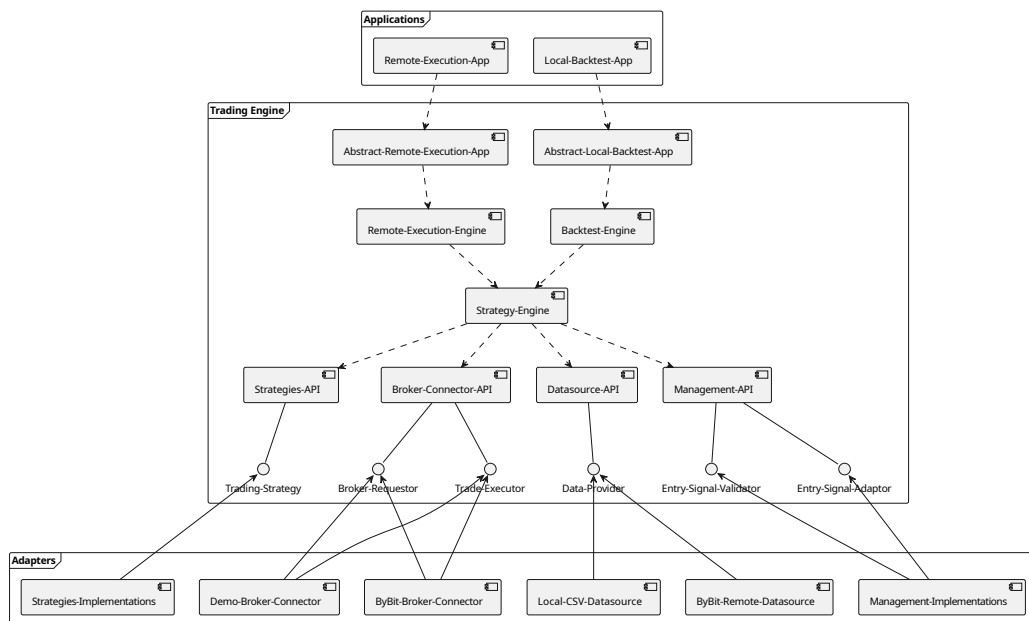 Applications
Remote-Execution-App
Local-Backtest-App
Trading Engine
Abstract-Remote-Execution-App
Abstract-Local-Backtest-App
Remote-Execution-Engine
Backtest-Engine
Strategy-Engine
Strategies-API
Broker-Connector-API
Datasource-API
Management-API
Trading-Strategy
Broker-Requestor
Trade-Executor
Data-Provider
Entry-Signal-Validator
Entry-Signal-Adaptor
Adapters
Strategies-Implementations
Demo-Broker-Connector
ByBit-Broker-Connector
Local-CSV-Datasource
ByBit-Remote-Datasource
Management-Implementations